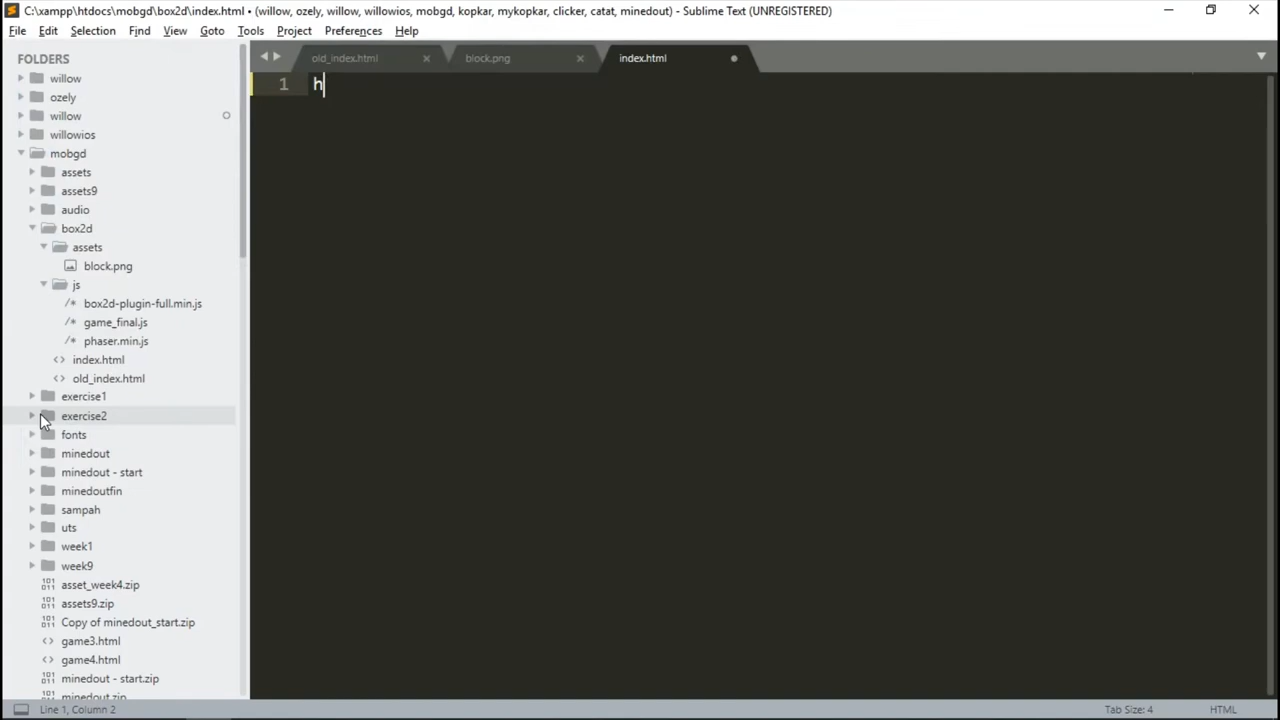 C:\xampp\htdocs\mobgd\box2d\index.html • (willow, ozely, willow, willowios, mobgd, kopkar, mykopkar, clicker, catat, minedout) - Sublime Text (UNREGISTERED)
File Edit Selection Find View Goto Tools Project Preferences Help
FOLDERS
old_index.html block.png index.html
willow
ozely
willow
willowios
mobgd
assets
assets9
audio
box2d
assets
block.png
js
/* box2d-plugin-full.min.js
/* game_final.js
/* phaser.min.js
<> index.html
<> old_index.html
exercise1
exercise2
fonts
minedout
minedout - start
minedoutfin
sampah
uts
week1
week9
asset_week4.zip
assets9.zip
Copy of minedout_start.zip
<> game3.html
<> game4.html
minedout - start.zip
minedout.zip
1 h
Line 1, Column 2 Tab Size: 4 HTML